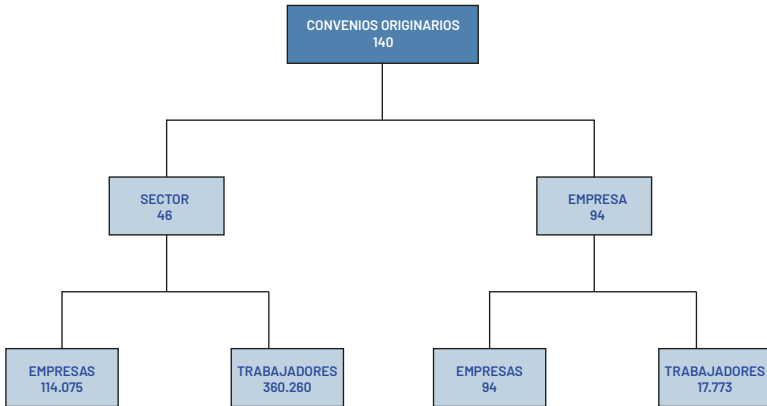 CONVENIOS ORIGINARIOS
140
SECTOR
46
EMPRESA
94
EMPRESAS
114.075
TRABAJADORES
360.260
EMPRESAS
94
TRABAJADORES
17.773